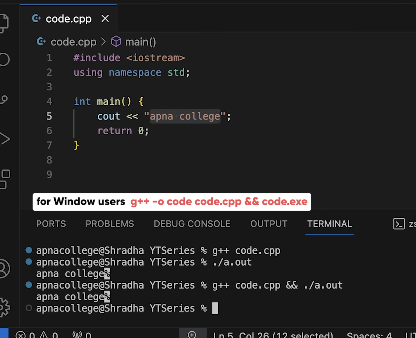 code.cpp ×
code.cpp > main()
1 #include <iostream>
2 using namespace std;
3
4 int main() {
5 cout << "apna college";
6 return 0;
7 }
8
9
for Window users g++ -o code code.cpp && code.exe
PORTS PROBLEMS DEBUG CONSOLE OUTPUT TERMINAL zs
apnacollege@Shradha YTSeries % g++ code.cpp
apnacollege@Shradha YTSeries % ./a.out
apna college%
apnacollege@Shradha YTSeries % g++ code.cpp && ./a.out
apna college%
apnacollege@Shradha YTSeries %
0 0 0 Ln 5, Col 26 (12 selected) Spaces: 4 UT